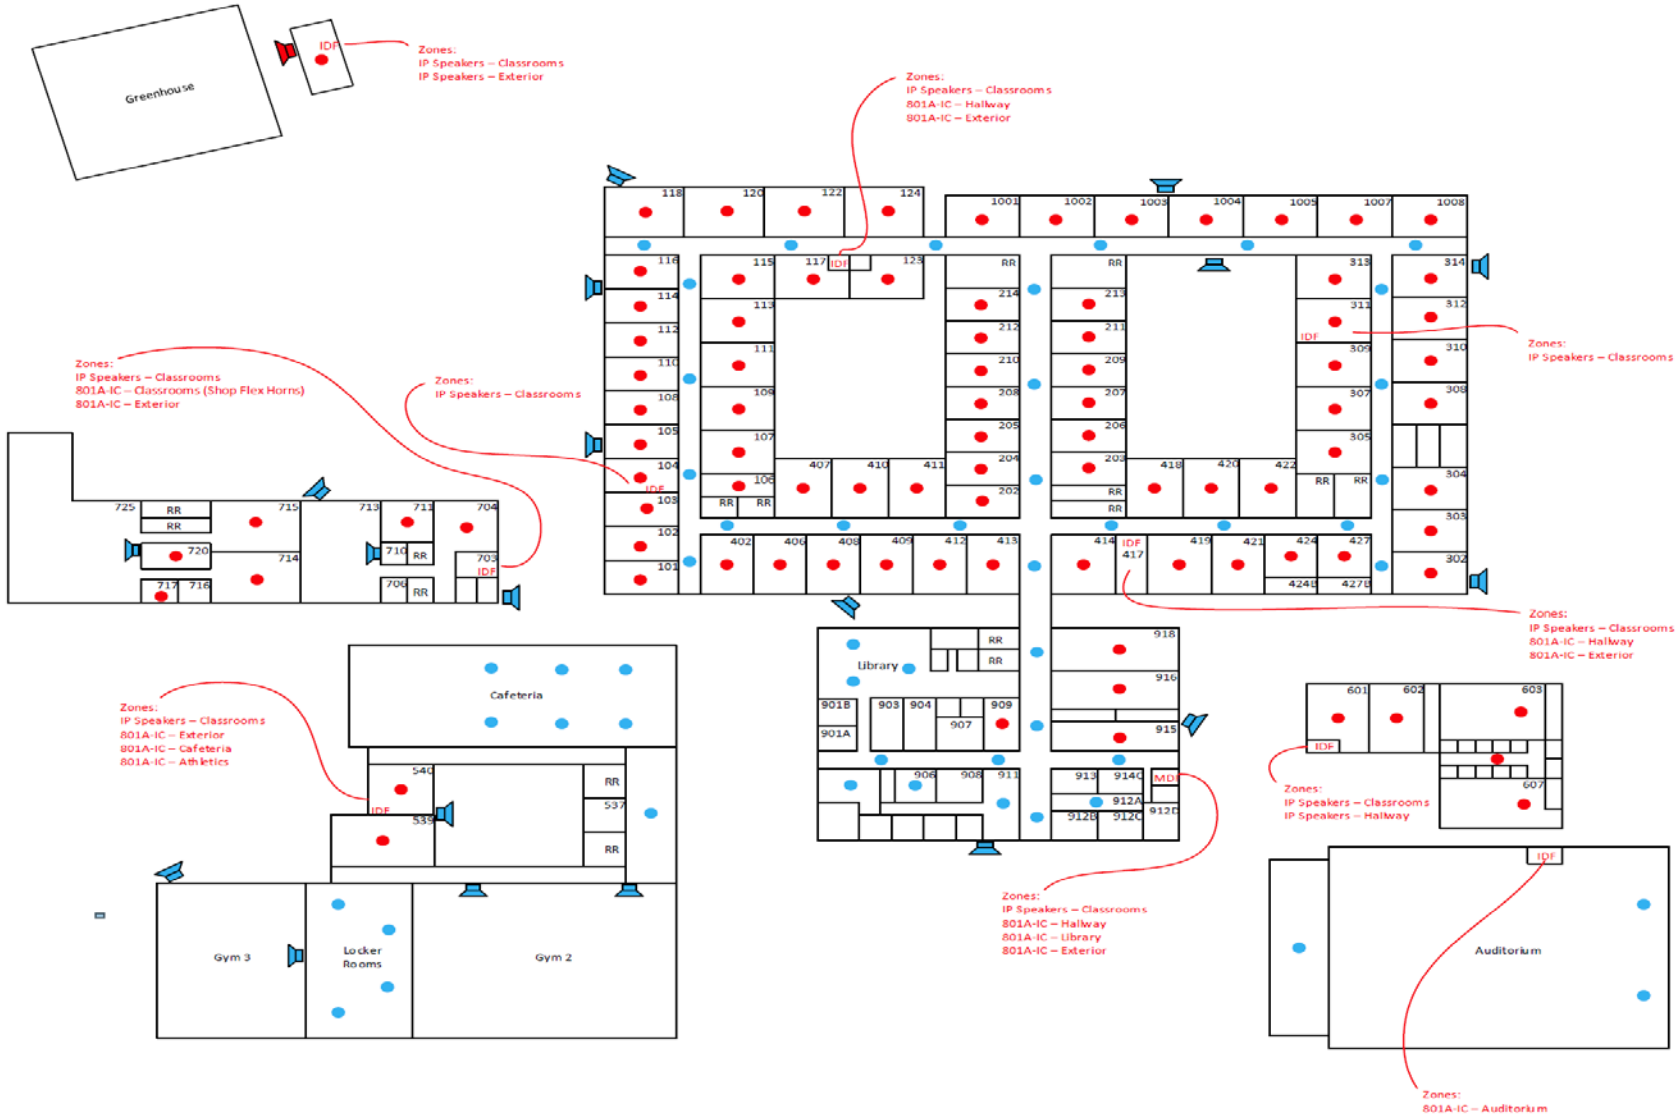 IDF
Zones:
IP Speakers – Classrooms
IP Speakers – Exterior
Greenhouse
Zones:
IP Speakers – Classrooms
801A-IC – Hallway
801A-IC – Exterior
118
120
122
124
1001
1002
1003
1004
1005
1007
1008
116
115
117
IDF
123
RR
RR
313
314
114
113
214
213
311
312
IDF
Zones:
IP Speakers – Classrooms
112
111
212
211
309
310
110
210
209
108
109
208
207
307
308
105
107
205
206
305
104
IDF
106
407
410
411
204
203
418
420
422
RR
RR
304
103
RR
RR
202
RR
RR
303
102
402
406
408
409
412
413
414
IDF
417
419
421
424
427
302
101
424B
427B
Zones:
IP Speakers – Classrooms
801A-IC – Classrooms (Shop Flex Horns)
801A-IC – Exterior
Zones:
IP Speakers – Classrooms
725
RR
RR
715
713
711
704
720
714
710
RR
703
IDF
717
716
706
RR
Zones:
IP Speakers – Classrooms
801A-IC – Hallway
801A-IC – Exterior
Library
RR
RR
918
916
901B
901A
903
904
907
909
915
906
908
911
913
914C
MDF
912A
912B
912C
912D
Zones:
IP Speakers – Classrooms
801A-IC – Hallway
801A-IC – Library
801A-IC – Exterior
601
602
603
IDF
607
Zones:
IP Speakers – Classrooms
IP Speakers – Hallway
Cafeteria
Zones:
IP Speakers – Classrooms
801A-IC – Exterior
801A-IC – Cafeteria
801A-IC – Athletics
540
IDF
539
RR
537
RR
Gym 3
Locker
Rooms
Gym 2
IDF
Auditorium
Zones:
801A-IC – Auditorium